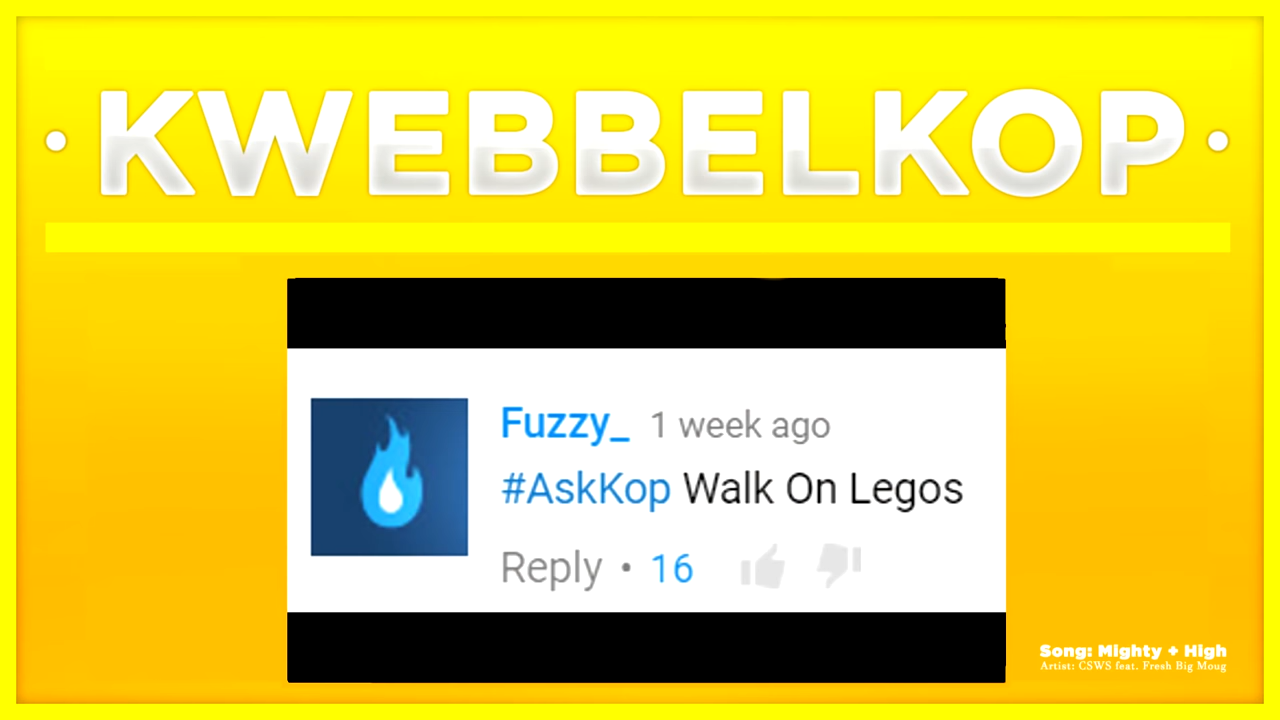 • KWEBBELKOP •
Fuzzy_ 1 week ago
#AskKop Walk On Legos
Reply • 16
Song: Mighty + High
Artist: CSWS feat. Fresh Big Moug